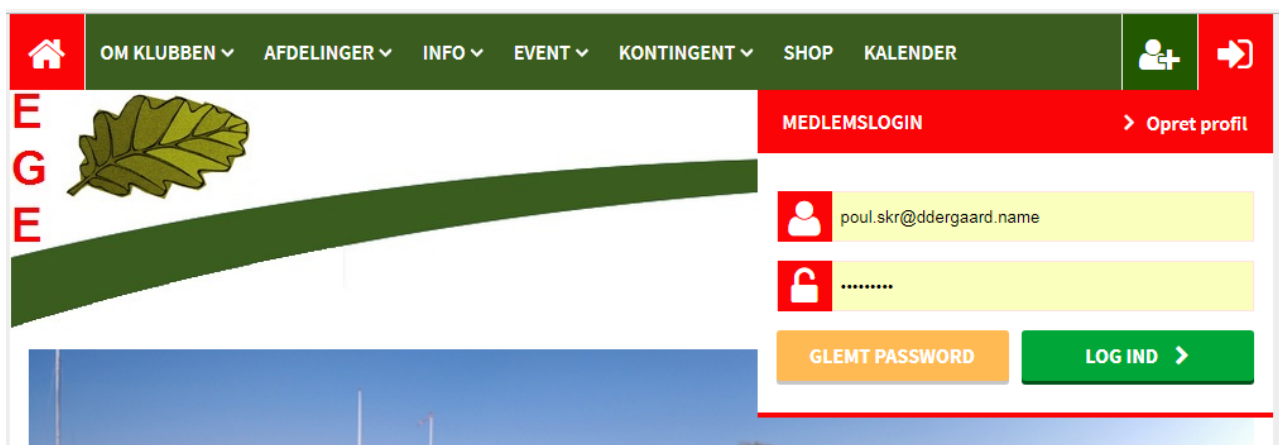 OM KLUBBEN AFDELINGER INFO EVENT KONTINGENT SHOP KALENDER
E
G
E
MEDLEMSLOGIN Opret profil
poul.skr@ddergaard.name
•••••••••
GLEMT PASSWORD LOG IND